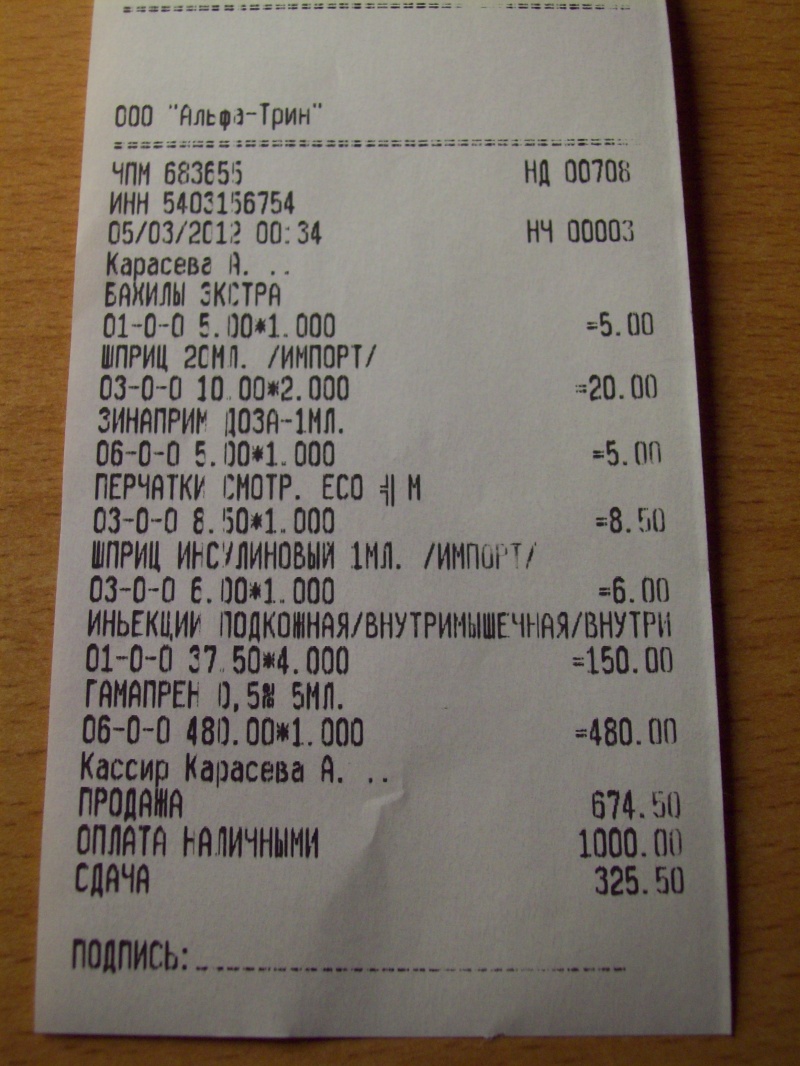 ООО "Альфа-Трин"
ЧПМ 683655 НД 00708
ИНН 5403156754
05/03/2012 00:34 НЧ 00003
Карасева А. ..
БАХИЛЫ ЭКСТРА
01-0-0 5.00*1.000 =5.00
ШПРИЦ 20МЛ. /ИМПОРТ/
03-0-0 10.00*2.000 =20.00
ЗИНАПРИМ ДОЗА-1МЛ.
06-0-0 5.00*1.000 =5.00
ПЕРЧАТКИ СМОТР. ECO М
03-0-0 8.50*1.000 =8.50
ШПРИЦ ИНСУЛИНОВЫЙ 1МЛ. /ИМПОРТ/
03-0-0 6.00*1.000 =6.00
ИНЬЕКЦИИ ПОДКОЖНАЯ/ВНУТРИМЫШЕЧНАЯ/ВНУТРИ
01-0-0 37.50*4.000 =150.00
ГАМАПРЕН 0,5% 5МЛ.
06-0-0 480.00*1.000 =480.00
Кассир Карасева А. ..
ПРОДАЖА 674.50
ОПЛАТА НАЛИЧНЫМИ 1000.00
СДАЧА 325.50
ПОДПИСЬ: